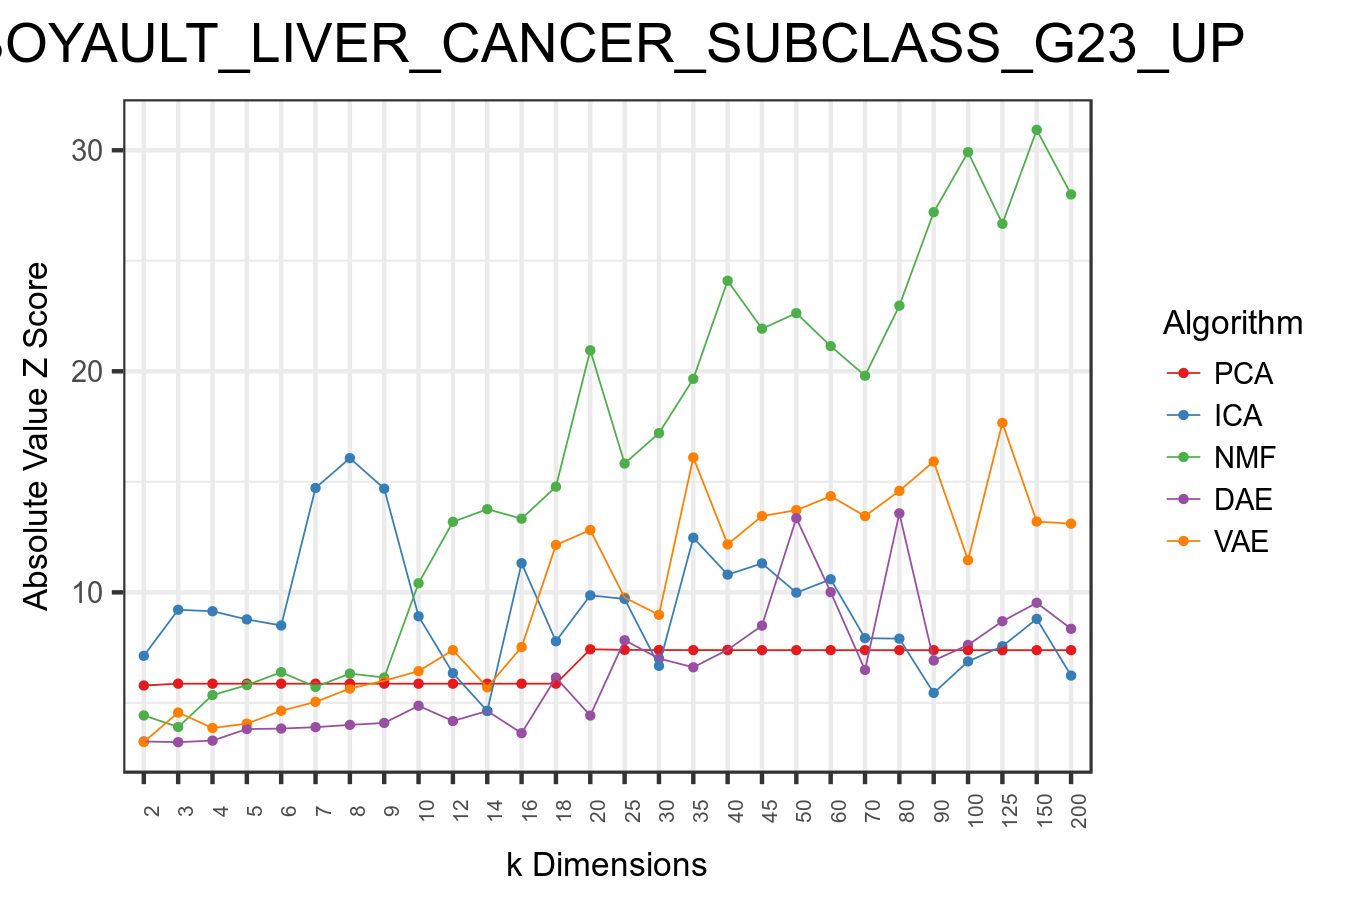 OYAULT_LIVER_CANCER_SUBCLASS_G23_UP
30
20
10
Absolute Value Z Score
2 3 4 5 6 7 8 9 10 12 14 16 18 20 25 30 35 40 45 50 60 70 80 90 100 125 150 200
k Dimensions
Algorithm
PCA
ICA
NMF
DAE
VAE